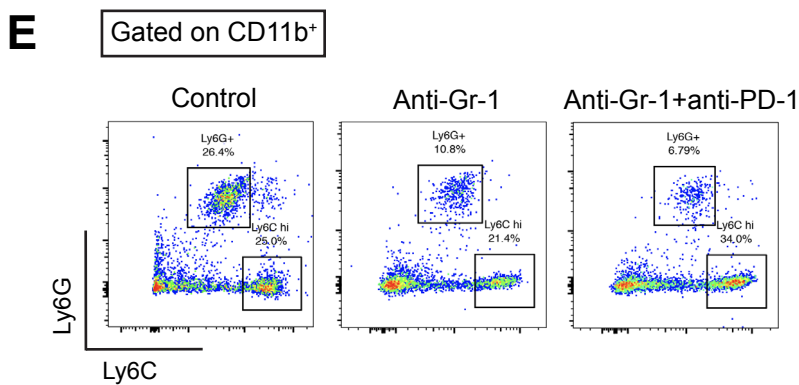 E
Gated on CD11b⁺
Control
Anti-Gr-1
Anti-Gr-1+anti-PD-1
Ly6G+
26.4%
Ly6C hi
25.0%
Ly6G+
10.8%
Ly6C hi
21.4%
Ly6G+
6.79%
Ly6C hi
34.0%
Ly6G
Ly6C